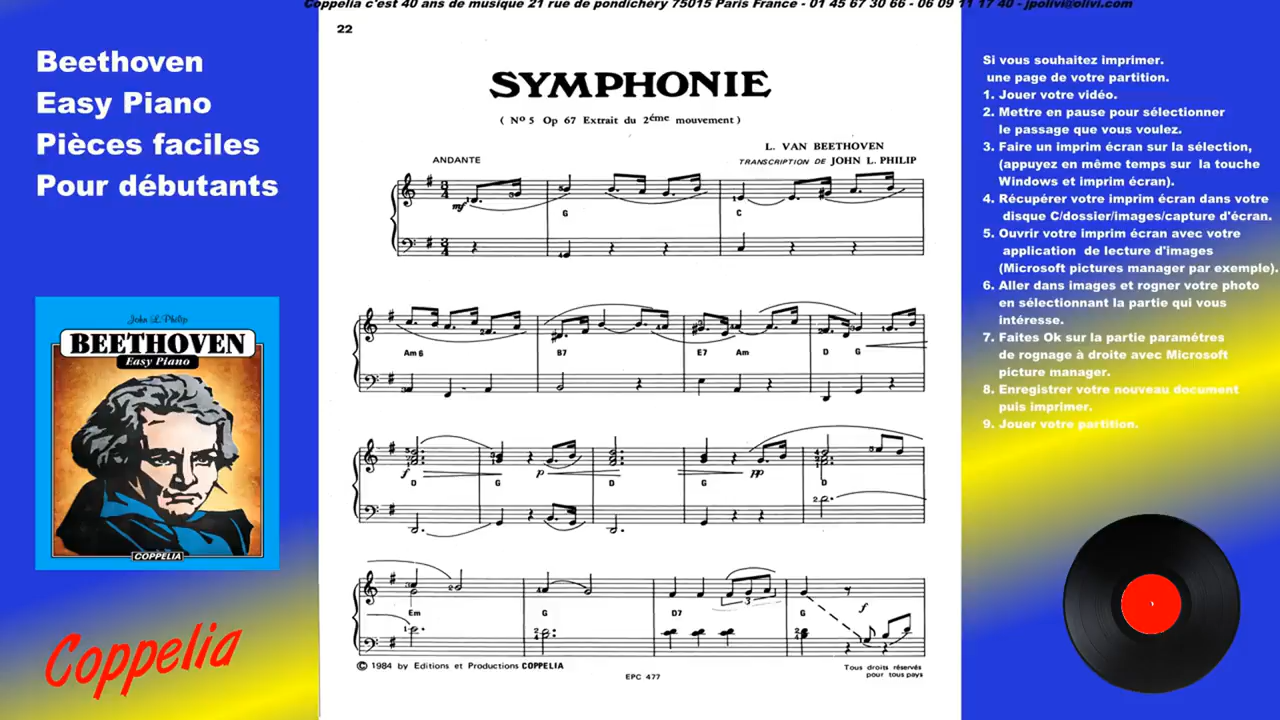 Coppelia c'est 40 ans de musique 21 rue de pondichéry 75015 Paris France - 01 45 67 30 66 - 06 09 11 17 40 - jpolivi@olivi.com
Beethoven
Easy Piano
Pièces faciles
Pour débutants
John L. Philip
BEETHOVEN
Easy Piano
COPPELIA
Coppelia
22
SYMPHONIE
( Nº 5 Op 67 Extrait du 2éme mouvement )
L. VAN BEETHOVEN
ANDANTE
TRANSCRIPTION DE JOHN L. PHILIP
mf
G
C
Am 6
B7
E7 Am
D G
f
p
pp
D
G
D
G
D
Em
G
D7
3
G
f
© 1984 by Editions et Productions COPPELIA
Tous droits réservés
pour tous pays
EPC 477
Si vous souhaitez imprimer.
une page de votre partition.
1. Jouer votre vidéo.
2. Mettre en pause pour sélectionner
le passage que vous voulez.
3. Faire un imprim écran sur la sélection,
(appuyez en même temps sur la touche
Windows et imprim écran).
4. Récupérer votre imprim écran dans votre
disque C/dossier/images/capture d'écran.
5. Ouvrir votre imprim écran avec votre
application de lecture d'images
(Microsoft pictures manager par exemple).
6. Aller dans images et rogner votre photo
en sélectionnant la partie qui vous
intéresse.
7. Faites Ok sur la partie paramétres
de rognage à droite avec Microsoft
picture manager.
8. Enregistrer votre nouveau document
puis imprimer.
9. Jouer votre partition.